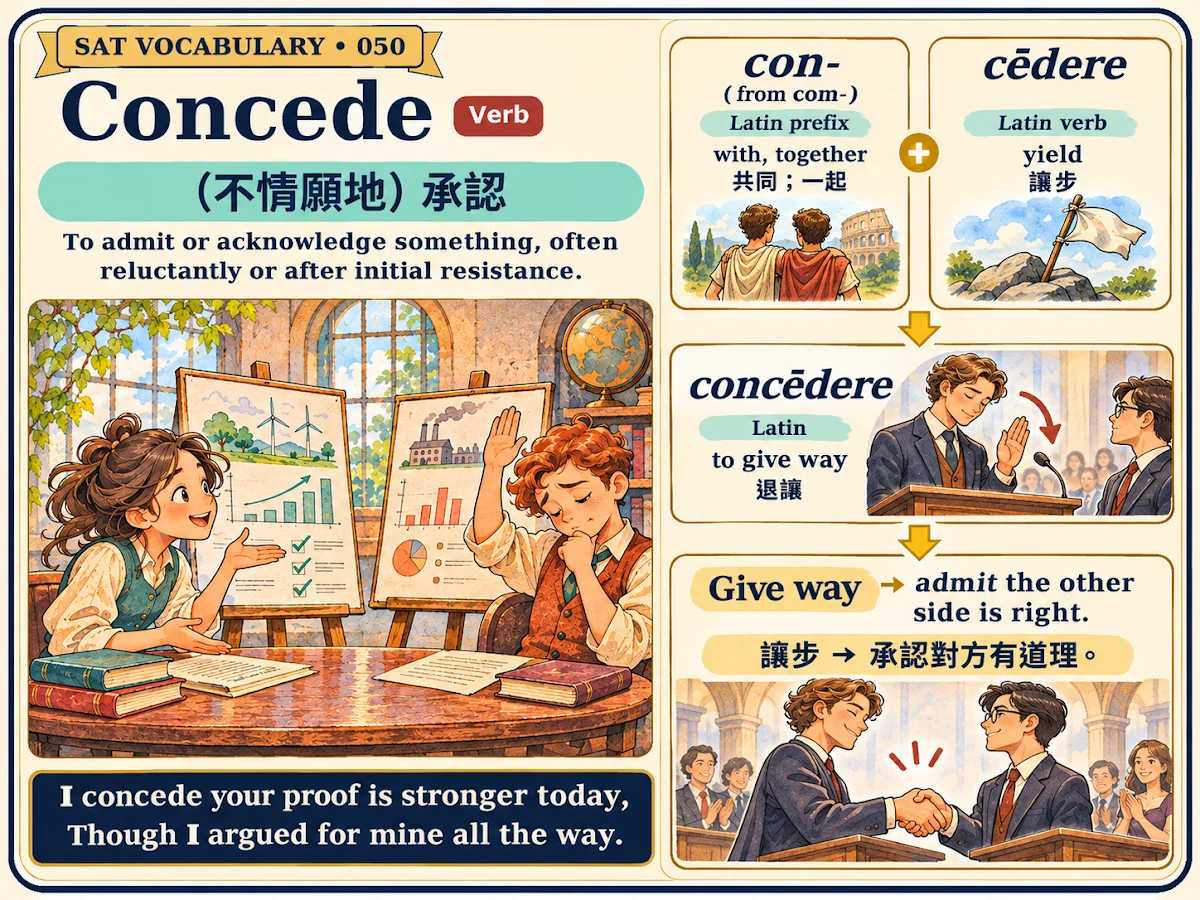 SAT VOCABULARY • 050
Concede
Verb
（不情願地）承認
To admit or acknowledge something, often
reluctantly or after initial resistance.
I concede your proof is stronger today,
Though I argued for mine all the way.
con-
( from com-)
Latin prefix
with, together
共同；一起
cēdere
Latin verb
yield
讓步
concēdere
Latin
to give way
退讓
Give way → admit the other
side is right.
讓步 → 承認對方有道理。